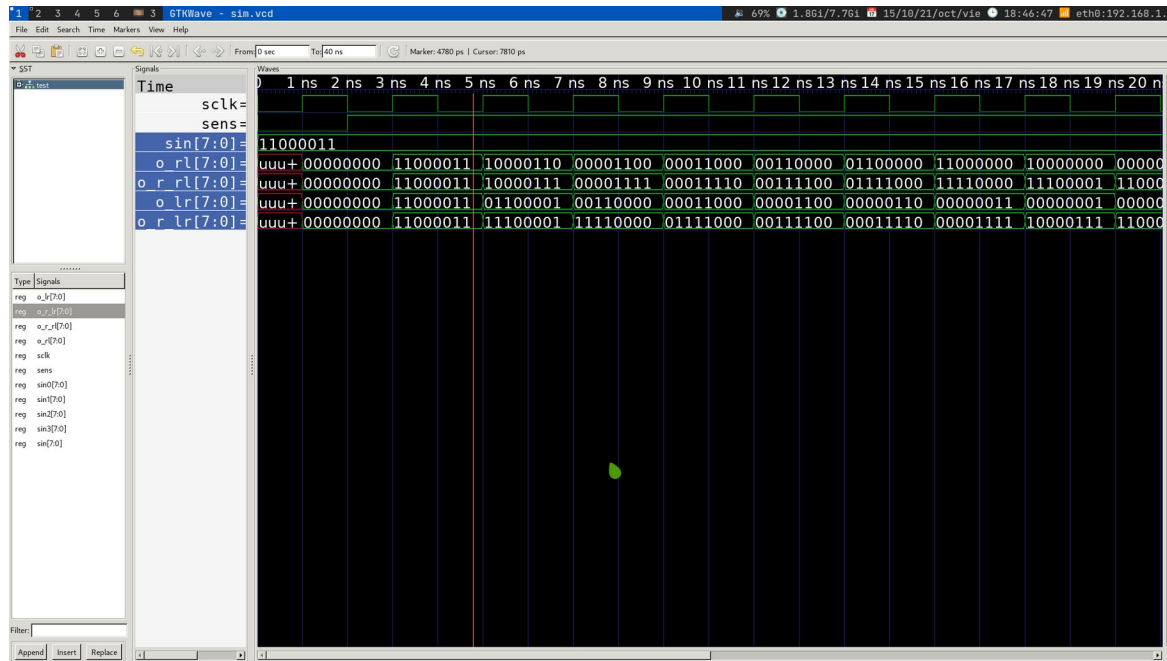 1 2 3 4 5 6 3 GTKWave - sim.vcd 69% 1.8Gi/7.7Gi 15/10/21/oct/vie 18:46:47 eth0:192.168.1.
File Edit Search Time Markers View Help
From: 0 sec To: 40 ns Marker: 4780 ps | Cursor: 7810 ps
SST
test
Type Signals
reg o_lr[7:0]
reg o_r_lr[7:0]
reg o_r_rl[7:0]
reg o_rl[7:0]
reg sclk
reg sens
reg sin0[7:0]
reg sin1[7:0]
reg sin2[7:0]
reg sin3[7:0]
reg sin[7:0]
Filter:
Append Insert Replace
Signals
Time
sclk=
sens=
sin[7:0]=
o_rl[7:0]=
o_r_rl[7:0]=
o_lr[7:0]=
o_r_lr[7:0]=
Waves
1 ns 2 ns 3 ns 4 ns 5 ns 6 ns 7 ns 8 ns 9 ns 10 ns 11 ns 12 ns 13 ns 14 ns 15 ns 16 ns 17 ns 18 ns 19 ns 20 n
11000011
uuu+ 00000000 11000011 10000110 00001100 00011000 00110000 01100000 11000000 10000000 00000
uuu+ 00000000 11000011 10000111 00001111 00011110 00111100 01111000 11110000 11100001 11000
uuu+ 00000000 11000011 01100001 00110000 00011000 00001100 00000110 00000011 00000001 00000
uuu+ 00000000 11000011 11100001 11110000 01111000 00111100 00011110 00001111 10000111 11000